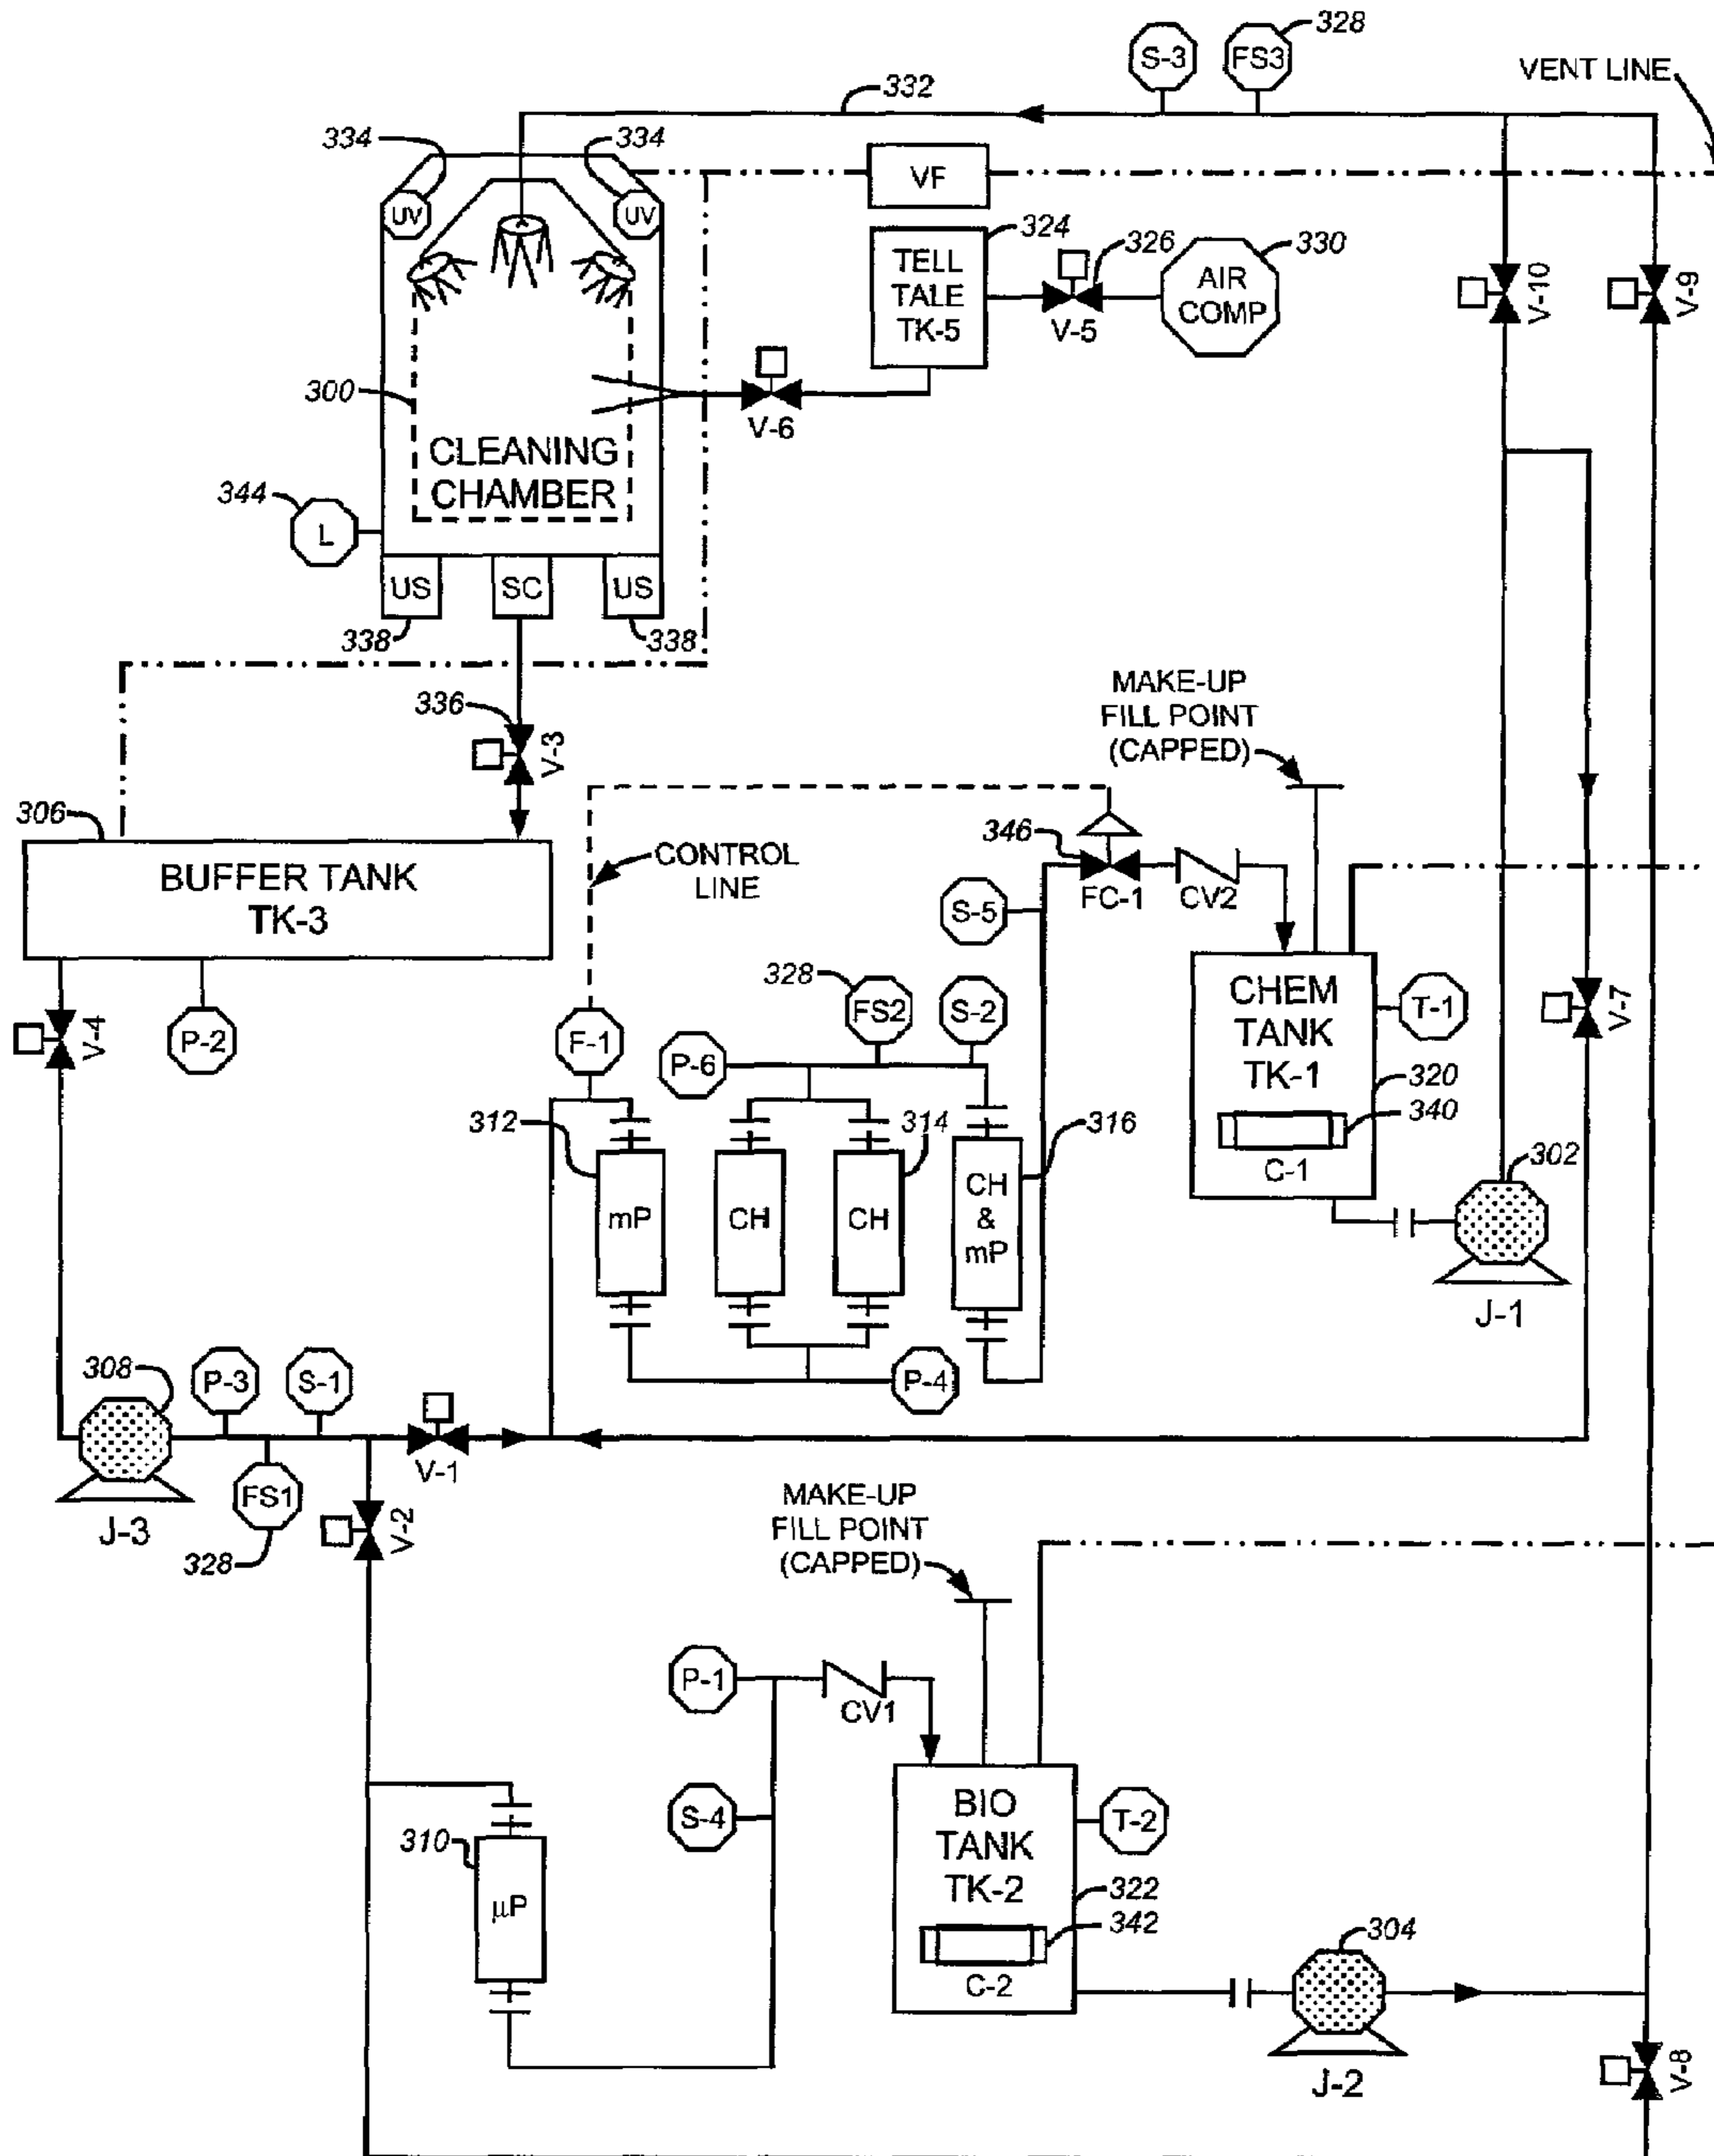 328
S-3
FS3
VENT LINE
332
334
334
VF
UV
UV
324
326
330
TELL
TALE
TK-5
AIR
COMP
V-5
V-10
V-9
300
V-6
CLEANING
CHAMBER
344
L
US
SC
US
338
338
336
V-3
MAKE-UP
FILL POINT
(CAPPED)
306
BUFFER TANK
TK-3
CONTROL
LINE
346
FC-1
CV2
S-5
328
FS2
S-2
CHEM
TANK
TK-1
T-1
V-7
V-4
P-2
F-1
P-6
320
340
312
314
316
C-1
302
mP
CH
CH
CH
&
mP
J-1
308
P-3
S-1
P-4
V-1
FS1
J-3
328
V-2
MAKE-UP
FILL POINT
(CAPPED)
P-1
CV1
S-4
BIO
TANK
TK-2
T-2
310
µP
322
342
304
C-2
J-2
V-8